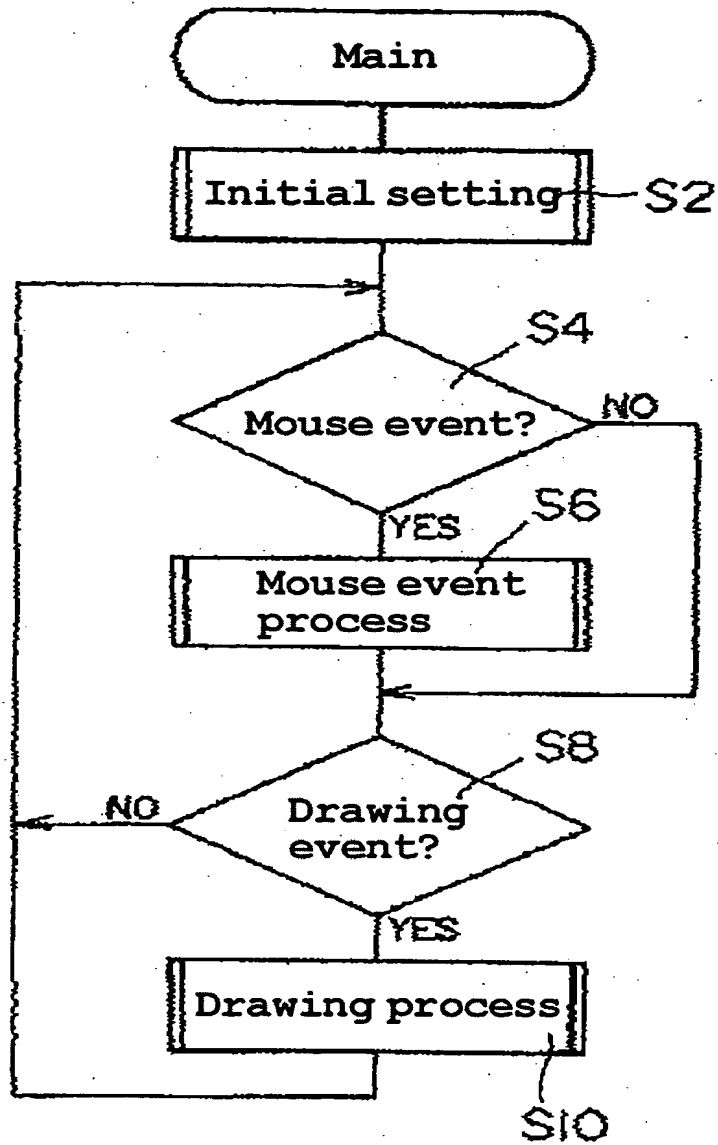 Main
Initial setting
S2
S4
Mouse event?
NO
YES
S6
Mouse event
process
S8
NO
Drawing
event?
YES
Drawing process
S10